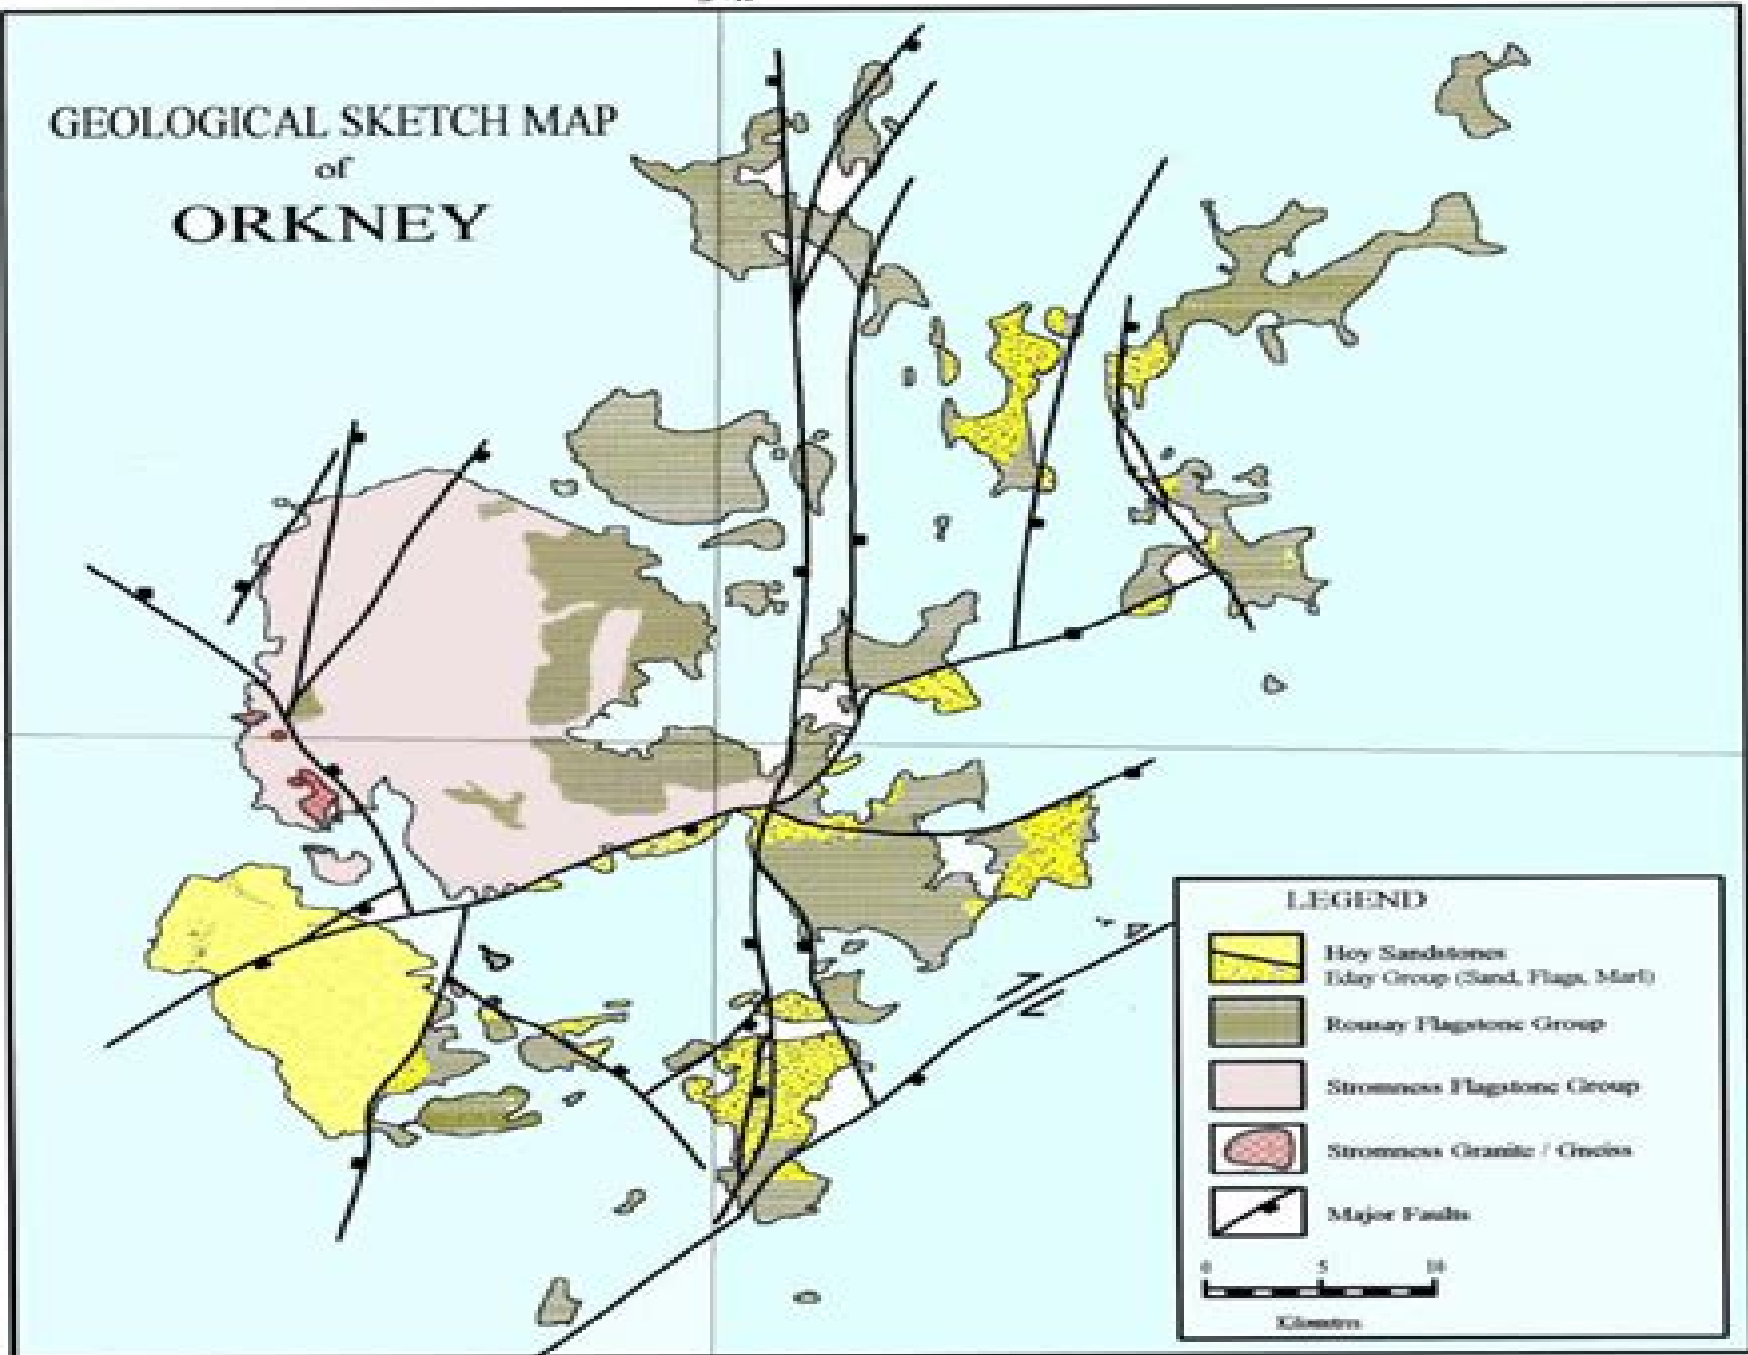 GEOLOGICAL SKETCH MAP
of
ORKNEY
LEGEND
Hoy Sandstones
Eday Group (Sand, Flags, Marl)
Rousay Flagstone Group
Stromness Flagstone Group
Stromness Granite / Gneiss
Major Faults
0 5 10
Kilometres